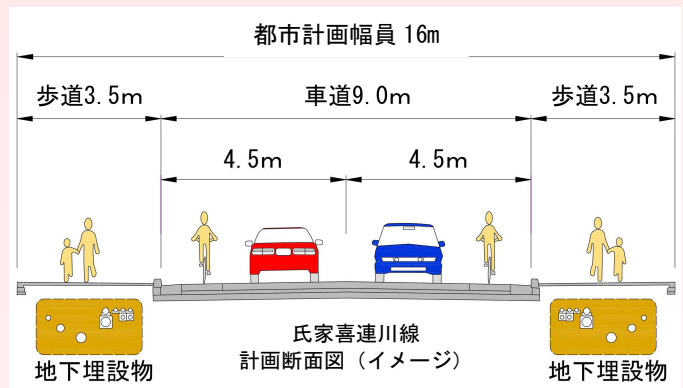 都市計画幅員 16m
歩道3.5m
車道9.0m
歩道3.5m
4.5m
4.5m
氏家喜連川線
計画断面図（イメージ）
地下埋設物
地下埋設物